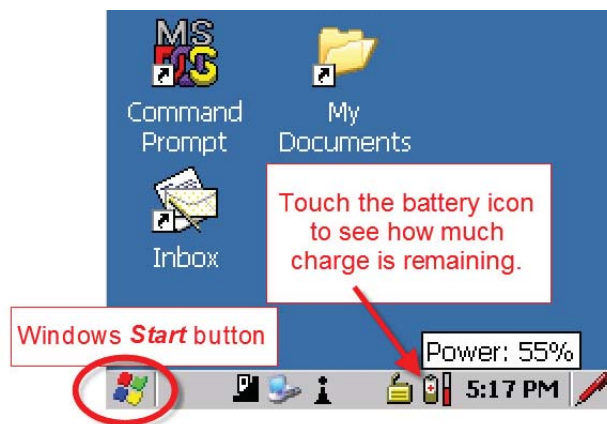 MS
DOS
Command
Prompt
My
Documents
Inbox
Touch the battery icon
to see how much
charge is remaining.
Windows Start button
Power: 55%
5:17 PM